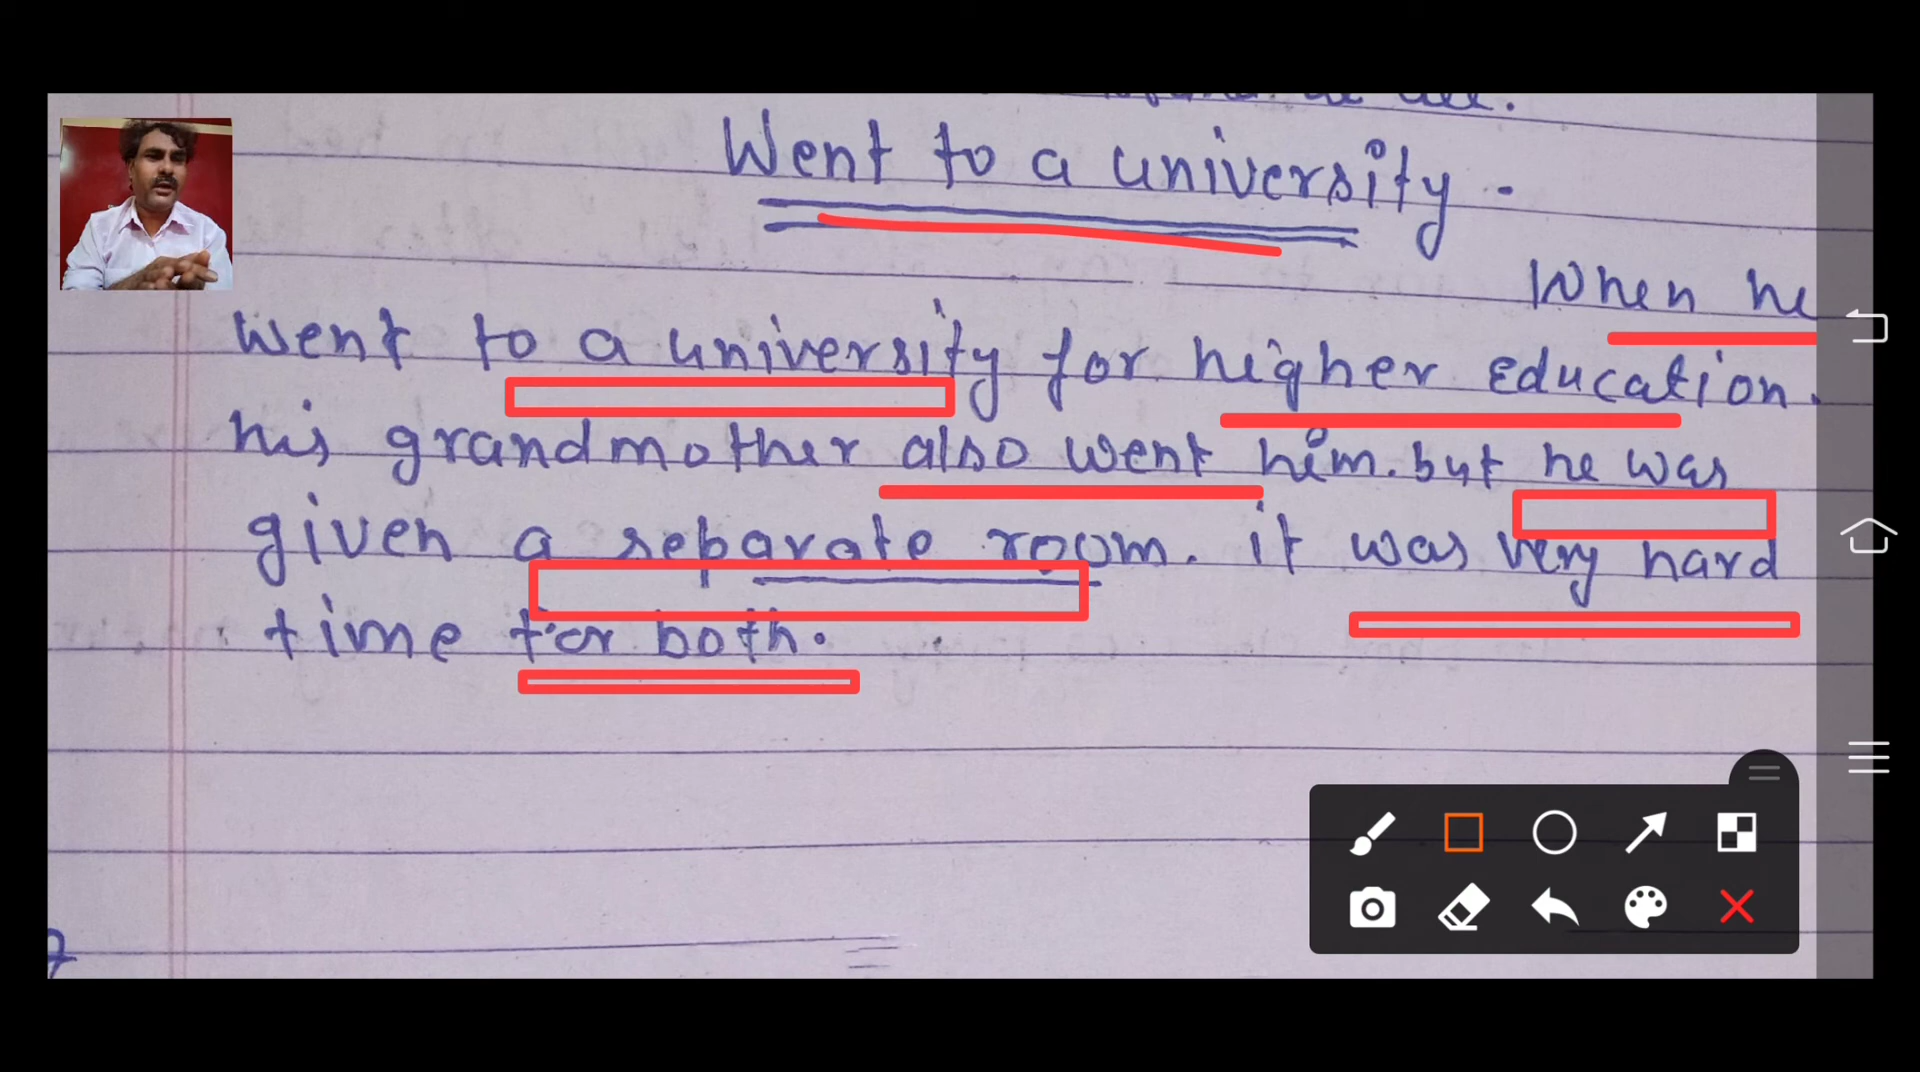 Went to a university -
When he
went to a university for higher education.
his grandmother also went him. but he was
given a separate room. it was very hard
time for both.